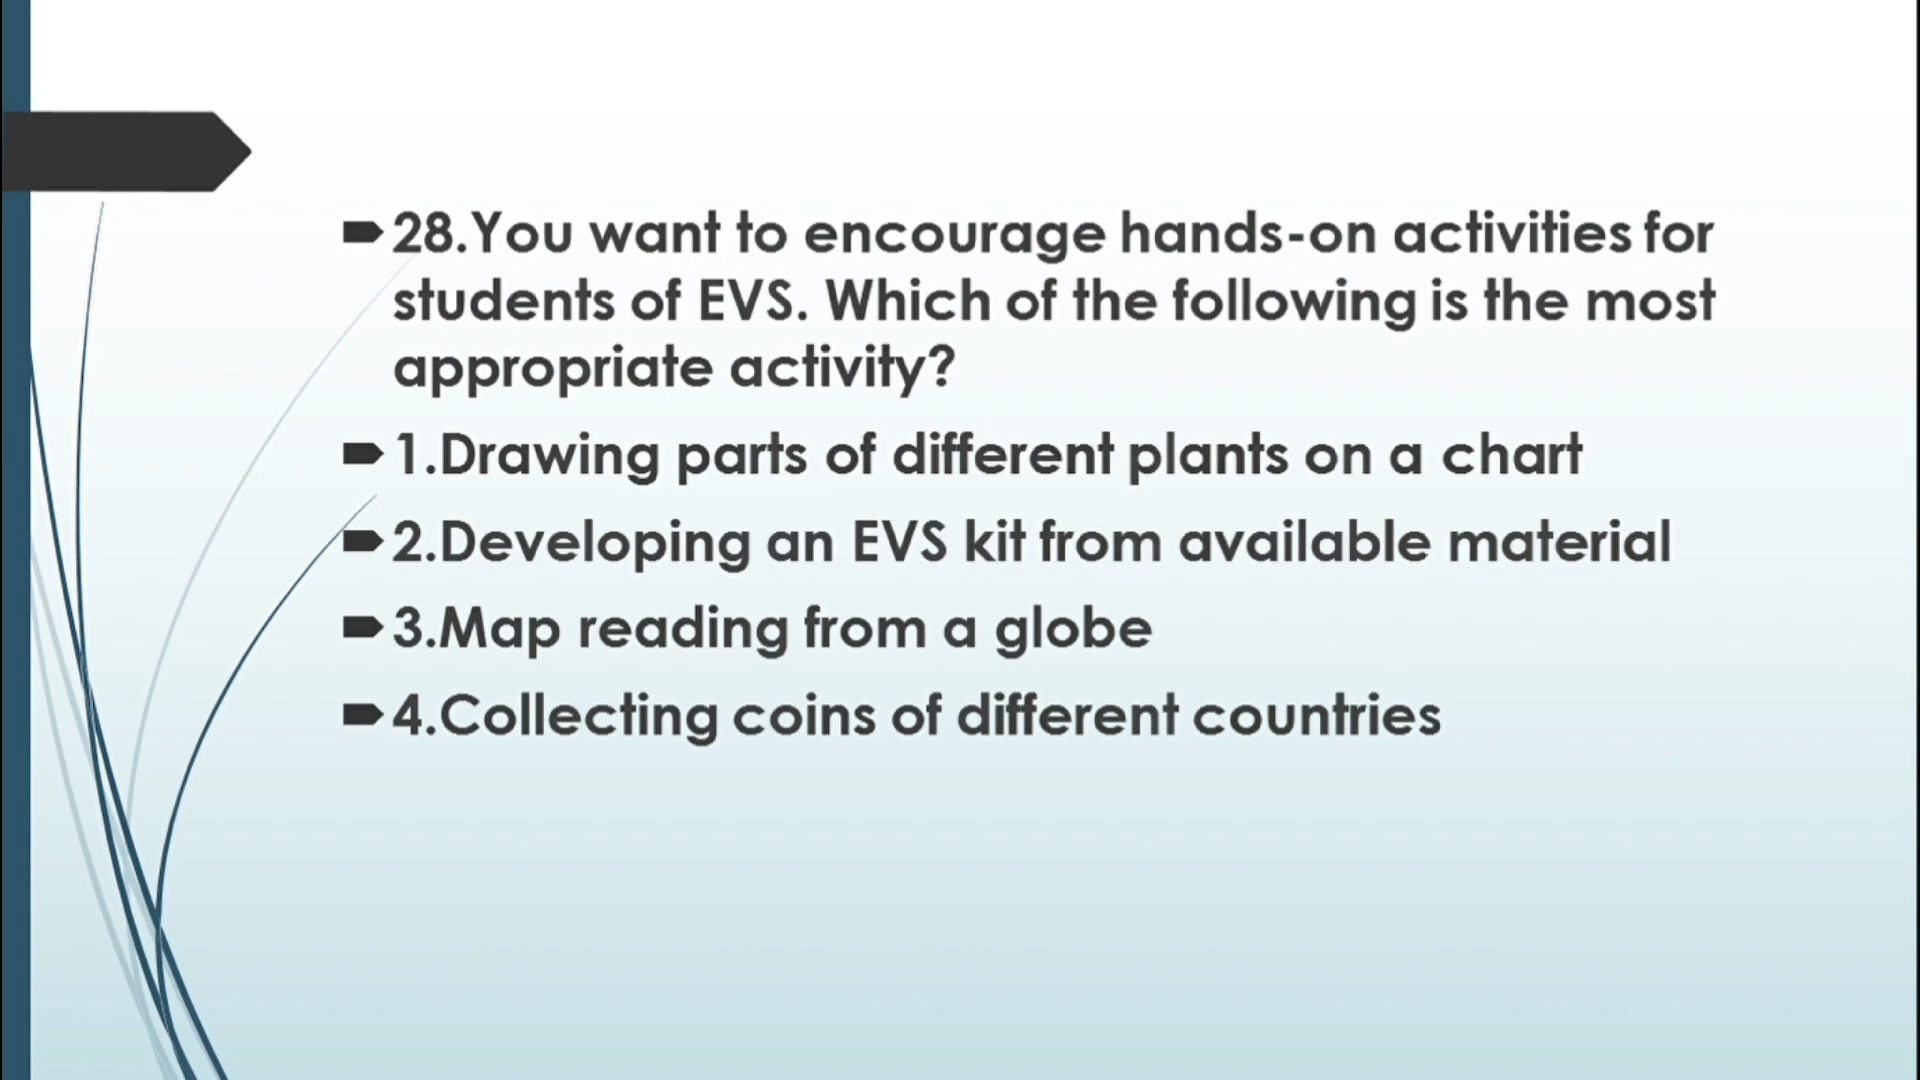 28.You want to encourage hands-on activities for
students of EVS. Which of the following is the most
appropriate activity?
1.Drawing parts of different plants on a chart
2.Developing an EVS kit from available material
3.Map reading from a globe
4.Collecting coins of different countries